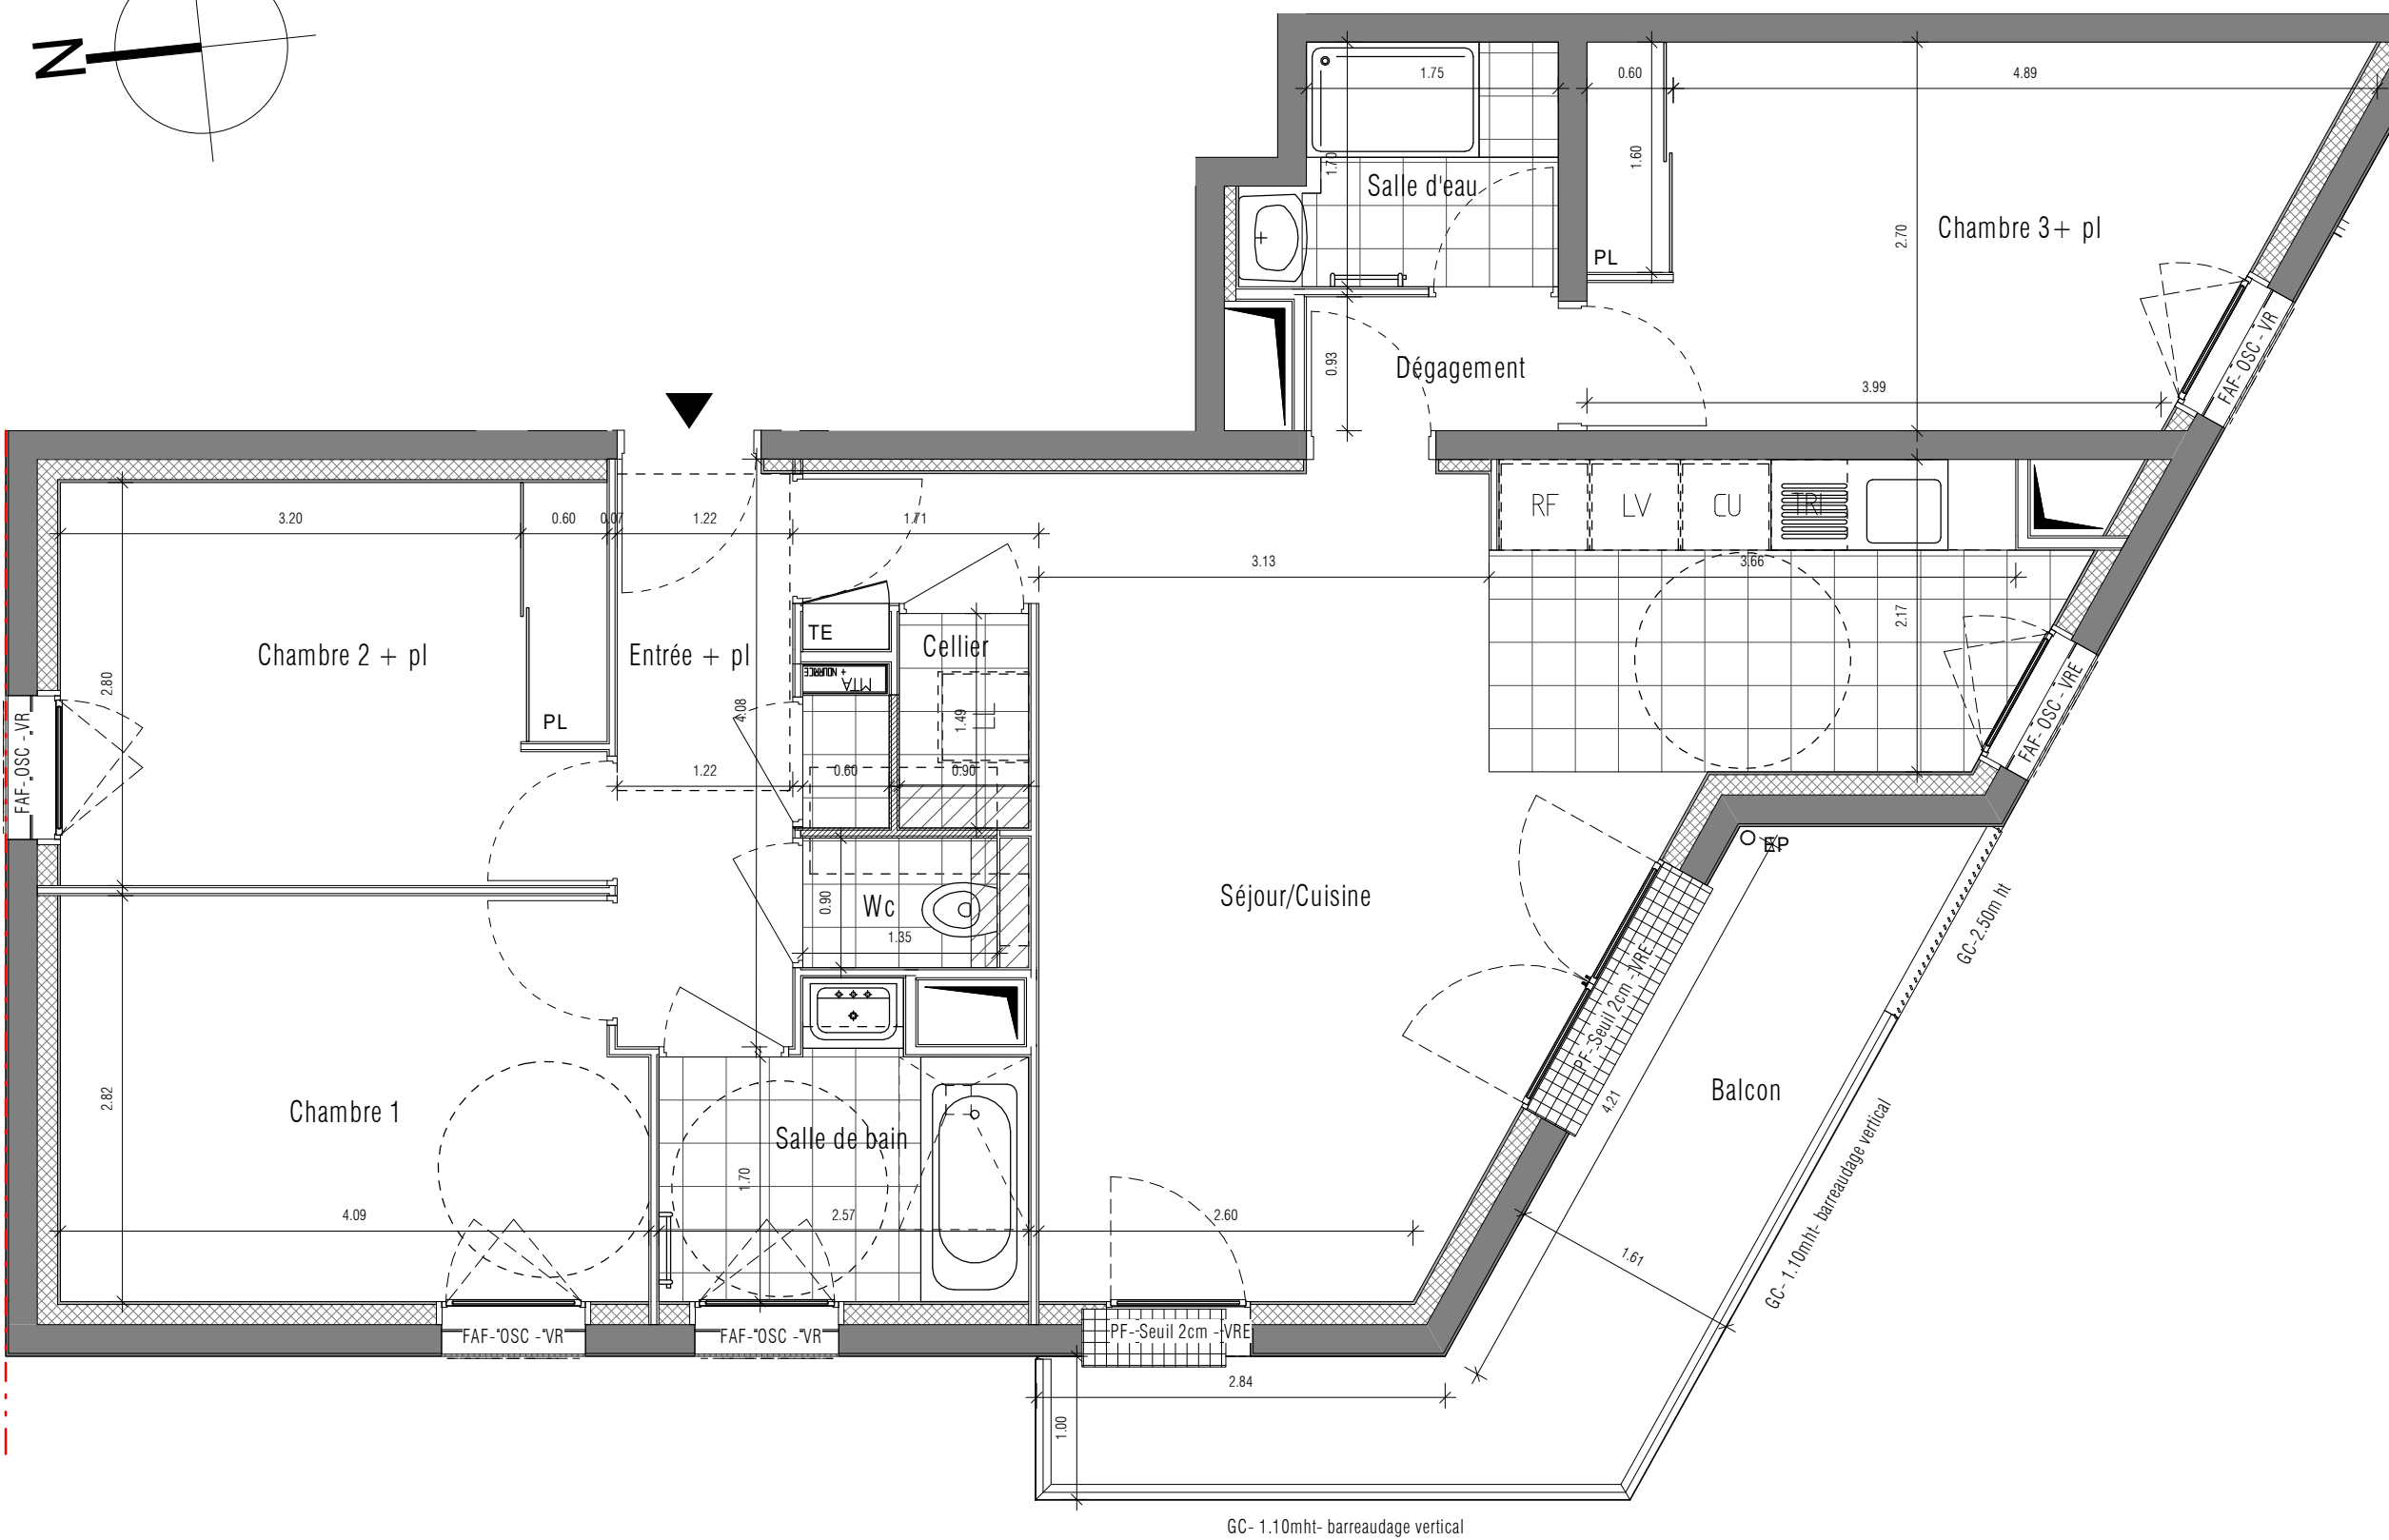 N
1.75
0.60
4.89
1.70
1.60
Salle d'eau
2.70
Chambre 3+ pl
PL
FAF- OSC - VR
0.93
Dégagement
3.99
3.20
0.60
0.07
1.22
1.71
RF
LV
CU
TRI
3.13
3.66
2.17
TE
Cellier
Chambre 2 + pl
Entrée + pl
MTA
+ NOURRICE
2.80
PL
4.08
1.49
FAF- OSC - VRE
FAF-"OSC -"VR
1.22
0.60
0.90
EP
Séjour/Cuisine
0.90
Wc
1.35
GC-2.50m ht
PF- Seuil 2cm - VRE
Balcon
4.21
2.82
Chambre 1
Salle de bain
1.70
GC- 1.10mht- barreaudage vertical
4.09
2.57
2.60
1.61
FAF-"OSC -"VR
FAF-"OSC -"VR
PF--Seuil 2cm - VRE
2.84
1.00
GC- 1.10mht- barreaudage vertical